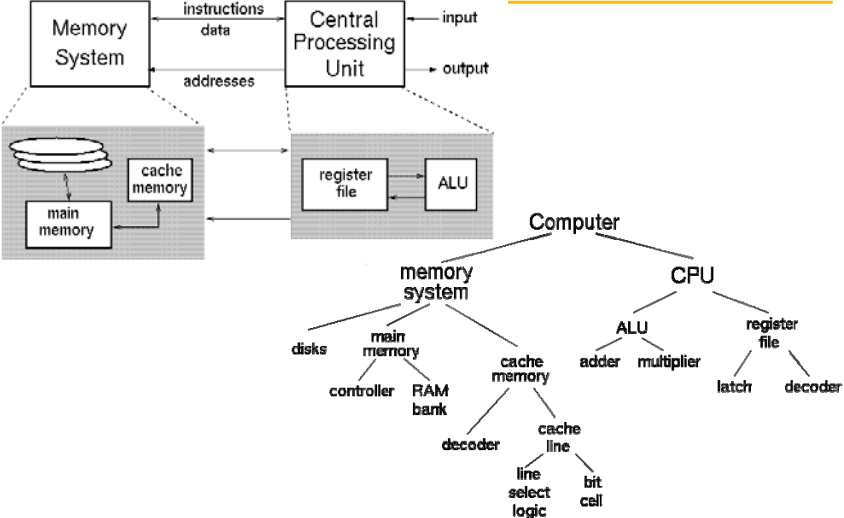 Memory
System
instructions
data
addresses
Central
Processing
Unit
input
output
cache
memory
main
memory
register
file
ALU
Computer
memory
system
CPU
disks
main
memory
cache
memory
ALU
register
file
controller
RAM
bank
adder
multiplier
latch
decoder
decoder
cache
line
line
select
logic
bit
cell